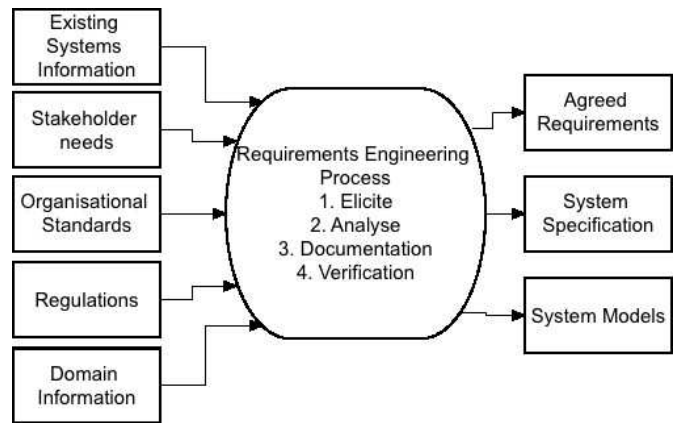 Existing
Systems
Information
Stakeholder
needs
Organisational
Standards
Regulations
Domain
Information
Requirements Engineering
Process
1. Elicite
2. Analyse
3. Documentation
4. Verification
Agreed
Requirements
System
Specification
System Models